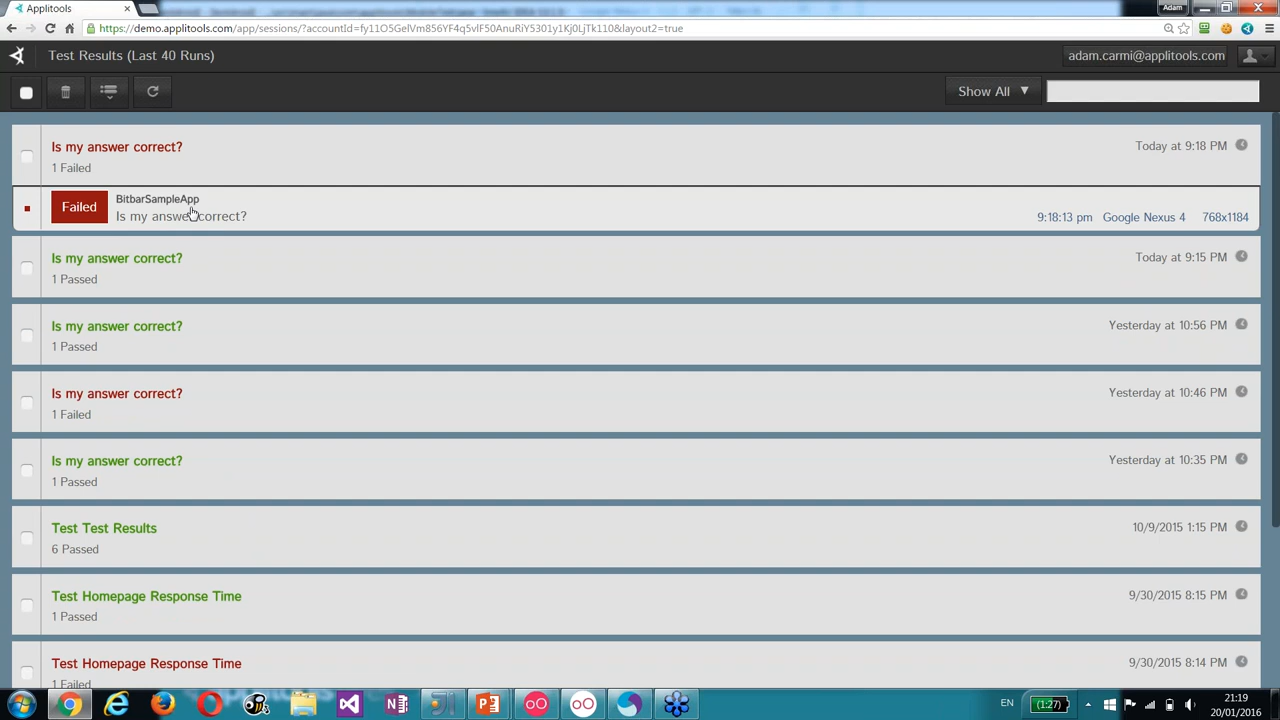 Applitools
Adam
https://demo.applitools.com/app/sessions/?accountId=fy11O5GelVm856YF4q5vlF50AnuRiY5301y1Kj0LjTk110&layout2=true
Test Results (Last 40 Runs)
adam.carmi@applitools.com
Show All
Is my answer correct?
Today at 9:18 PM
1 Failed
Failed
BitbarSampleApp
Is my answer correct?
9:18:13 pm Google Nexus 4 768x1184
Is my answer correct?
Today at 9:15 PM
1 Passed
Is my answer correct?
Yesterday at 10:56 PM
1 Passed
Is my answer correct?
Yesterday at 10:46 PM
1 Failed
Is my answer correct?
Yesterday at 10:35 PM
1 Passed
Test Test Results
10/9/2015 1:15 PM
6 Passed
Test Homepage Response Time
9/30/2015 8:15 PM
1 Passed
Test Homepage Response Time
9/30/2015 8:14 PM
1 Failed
EN
(1:27)
21:19
20/01/2016